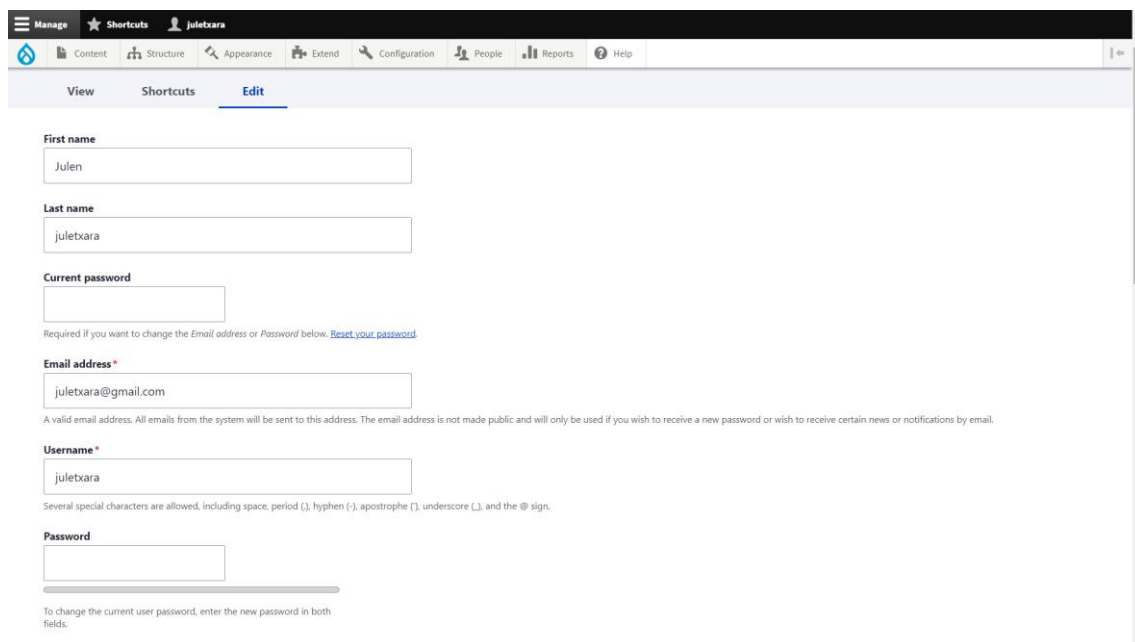 Manage Shortcuts juletxara
Content Structure Appearance Extend Configuration People Reports Help
View Shortcuts Edit
First name
Julen
Last name
juletxara
Current password
Required if you want to change the Email address or Password below. Reset your password.
Email address*
juletxara@gmail.com
A valid email address. All emails from the system will be sent to this address. The email address is not made public and will only be used if you wish to receive a new password or wish to receive certain news or notifications by email.
Username*
juletxara
Several special characters are allowed, including space, period (.), hyphen (-), apostrophe ('), underscore (_), and the @ sign.
Password
To change the current user password, enter the new password in both
fields.